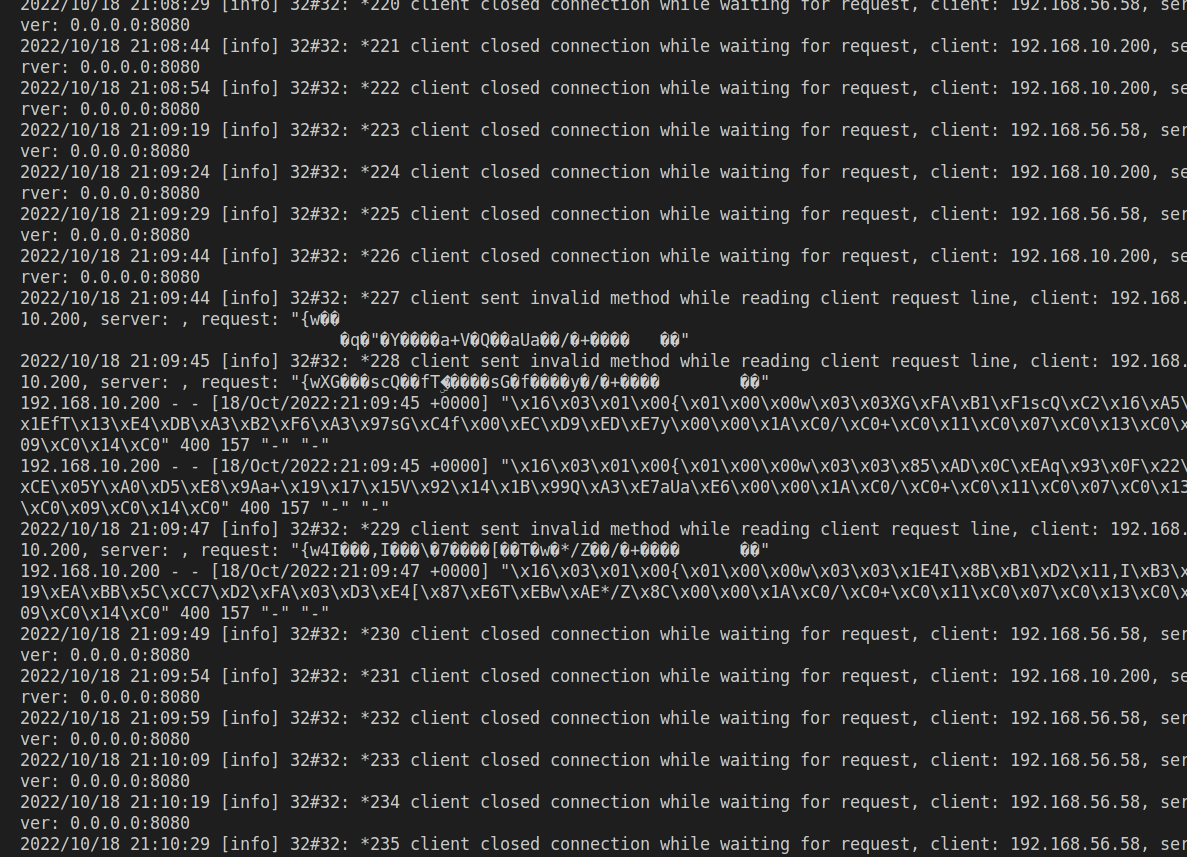 2022/10/18 21:08:29 [info] 32#32: *220 client closed connection while waiting for request, client: 192.168.56.58, ser
ver: 0.0.0.0:8080
2022/10/18 21:08:44 [info] 32#32: *221 client closed connection while waiting for request, client: 192.168.10.200, se
rver: 0.0.0.0:8080
2022/10/18 21:08:54 [info] 32#32: *222 client closed connection while waiting for request, client: 192.168.10.200, se
rver: 0.0.0.0:8080
2022/10/18 21:09:19 [info] 32#32: *223 client closed connection while waiting for request, client: 192.168.56.58, ser
ver: 0.0.0.0:8080
2022/10/18 21:09:24 [info] 32#32: *224 client closed connection while waiting for request, client: 192.168.10.200, se
rver: 0.0.0.0:8080
2022/10/18 21:09:29 [info] 32#32: *225 client closed connection while waiting for request, client: 192.168.56.58, ser
ver: 0.0.0.0:8080
2022/10/18 21:09:44 [info] 32#32: *226 client closed connection while waiting for request, client: 192.168.10.200, se
rver: 0.0.0.0:8080
2022/10/18 21:09:44 [info] 32#32: *227 client sent invalid method while reading client request line, client: 192.168.
10.200, server: , request: "{w��
�q�"�Y����a+V�Q��aUa��/�+����   ��"
2022/10/18 21:09:45 [info] 32#32: *228 client sent invalid method while reading client request line, client: 192.168.
10.200, server: , request: "{wXG���scQ��fT�����sG�f����y�/�+����        ��"
192.168.10.200 - - [18/Oct/2022:21:09:45 +0000] "\x16\x03\x01\x00{\x01\x00\x00w\x03\x03XG\xFA\xB1\xF1scQ\xC2\x16\xA5\
x1EfT\x13\xE4\xDB\xA3\xB2\xF6\xA3\x97sG\xC4f\x00\xEC\xD9\xED\xE7y\x00\x00\x1A\xC0/\xC0+\xC0\x11\xC0\x07\xC0\x13\xC0\x
09\xC0\x14\xC0" 400 157 "-" "-"
192.168.10.200 - - [18/Oct/2022:21:09:45 +0000] "\x16\x03\x01\x00{\x01\x00\x00w\x03\x03\x85\xAD\x0C\xEAq\x93\x0F\x22\
xCE\x05Y\xA0\xD5\xE8\x9Aa+\x19\x17\x15V\x92\x14\x1B\x99Q\xA3\xE7aUa\xE6\x00\x00\x1A\xC0/\xC0+\xC0\x11\xC0\x07\xC0\x13
\xC0\x09\xC0\x14\xC0" 400 157 "-" "-"
2022/10/18 21:09:47 [info] 32#32: *229 client sent invalid method while reading client request line, client: 192.168.
10.200, server: , request: "{w4I���,I���\�7����[��T�w�*/Z��/�+����      ��"
192.168.10.200 - - [18/Oct/2022:21:09:47 +0000] "\x16\x03\x01\x00{\x01\x00\x00w\x03\x03\x1E4I\x8B\xB1\xD2\x11,I\xB3\x
19\xEA\xBB\x5C\xCC7\xD2\xFA\x03\xD3\xE4[\x87\xE6T\xEBw\xAE*/Z\x8C\x00\x00\x1A\xC0/\xC0+\xC0\x11\xC0\x07\xC0\x13\xC0\x
09\xC0\x14\xC0" 400 157 "-" "-"
2022/10/18 21:09:49 [info] 32#32: *230 client closed connection while waiting for request, client: 192.168.56.58, ser
ver: 0.0.0.0:8080
2022/10/18 21:09:54 [info] 32#32: *231 client closed connection while waiting for request, client: 192.168.10.200, se
rver: 0.0.0.0:8080
2022/10/18 21:09:59 [info] 32#32: *232 client closed connection while waiting for request, client: 192.168.56.58, ser
ver: 0.0.0.0:8080
2022/10/18 21:10:09 [info] 32#32: *233 client closed connection while waiting for request, client: 192.168.56.58, ser
ver: 0.0.0.0:8080
2022/10/18 21:10:19 [info] 32#32: *234 client closed connection while waiting for request, client: 192.168.56.58, ser
ver: 0.0.0.0:8080
2022/10/18 21:10:29 [info] 32#32: *235 client closed connection while waiting for request, client: 192.168.56.58, ser